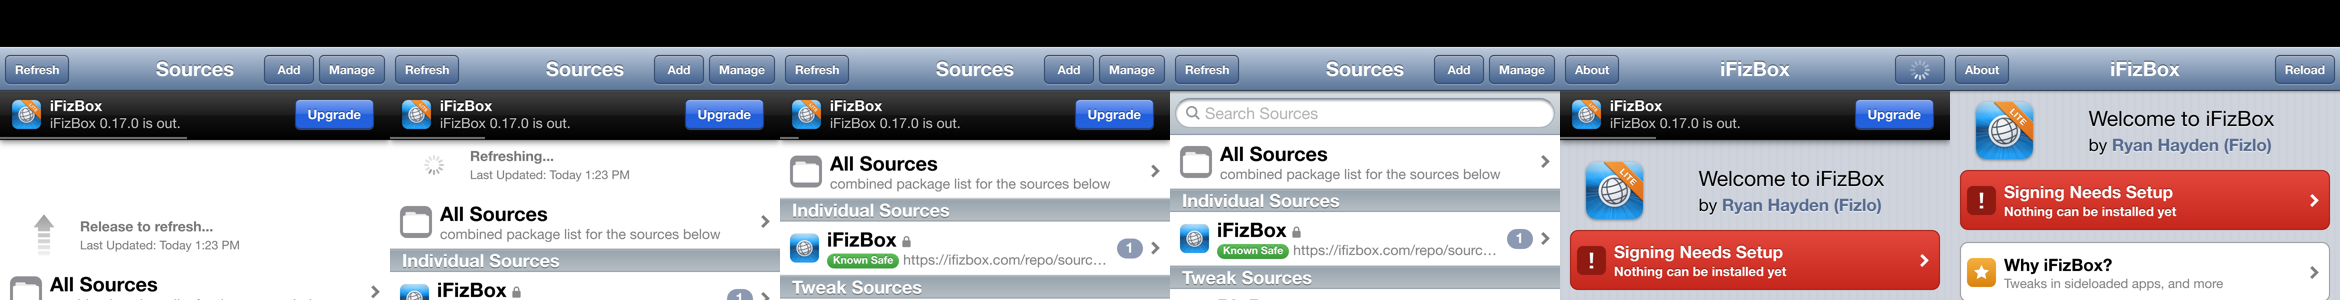 Refresh Sources Add Manage
iFizBox
iFizBox 0.17.0 is out.
Upgrade
Release to refresh...
Last Updated: Today 1:23 PM
All Sources
Refresh Sources Add Manage
iFizBox
iFizBox 0.17.0 is out.
Upgrade
Refreshing...
Last Updated: Today 1:23 PM
All Sources
combined package list for the sources below
Individual Sources
iFizBox
1
Refresh Sources Add Manage
iFizBox
iFizBox 0.17.0 is out.
Upgrade
All Sources
combined package list for the sources below
Individual Sources
iFizBox
Known Safe https://ifizbox.com/repo/sourc...
1
Tweak Sources
Refresh Sources Add Manage
Search Sources
All Sources
combined package list for the sources below
Individual Sources
iFizBox
Known Safe https://ifizbox.com/repo/sourc...
1
Tweak Sources
About iFizBox
iFizBox
iFizBox 0.17.0 is out.
Upgrade
LITE
Welcome to iFizBox
by Ryan Hayden (Fizlo)
Signing Needs Setup
Nothing can be installed yet
About iFizBox Reload
LITE
Welcome to iFizBox
by Ryan Hayden (Fizlo)
Signing Needs Setup
Nothing can be installed yet
Why iFizBox?
Tweaks in sideloaded apps, and more